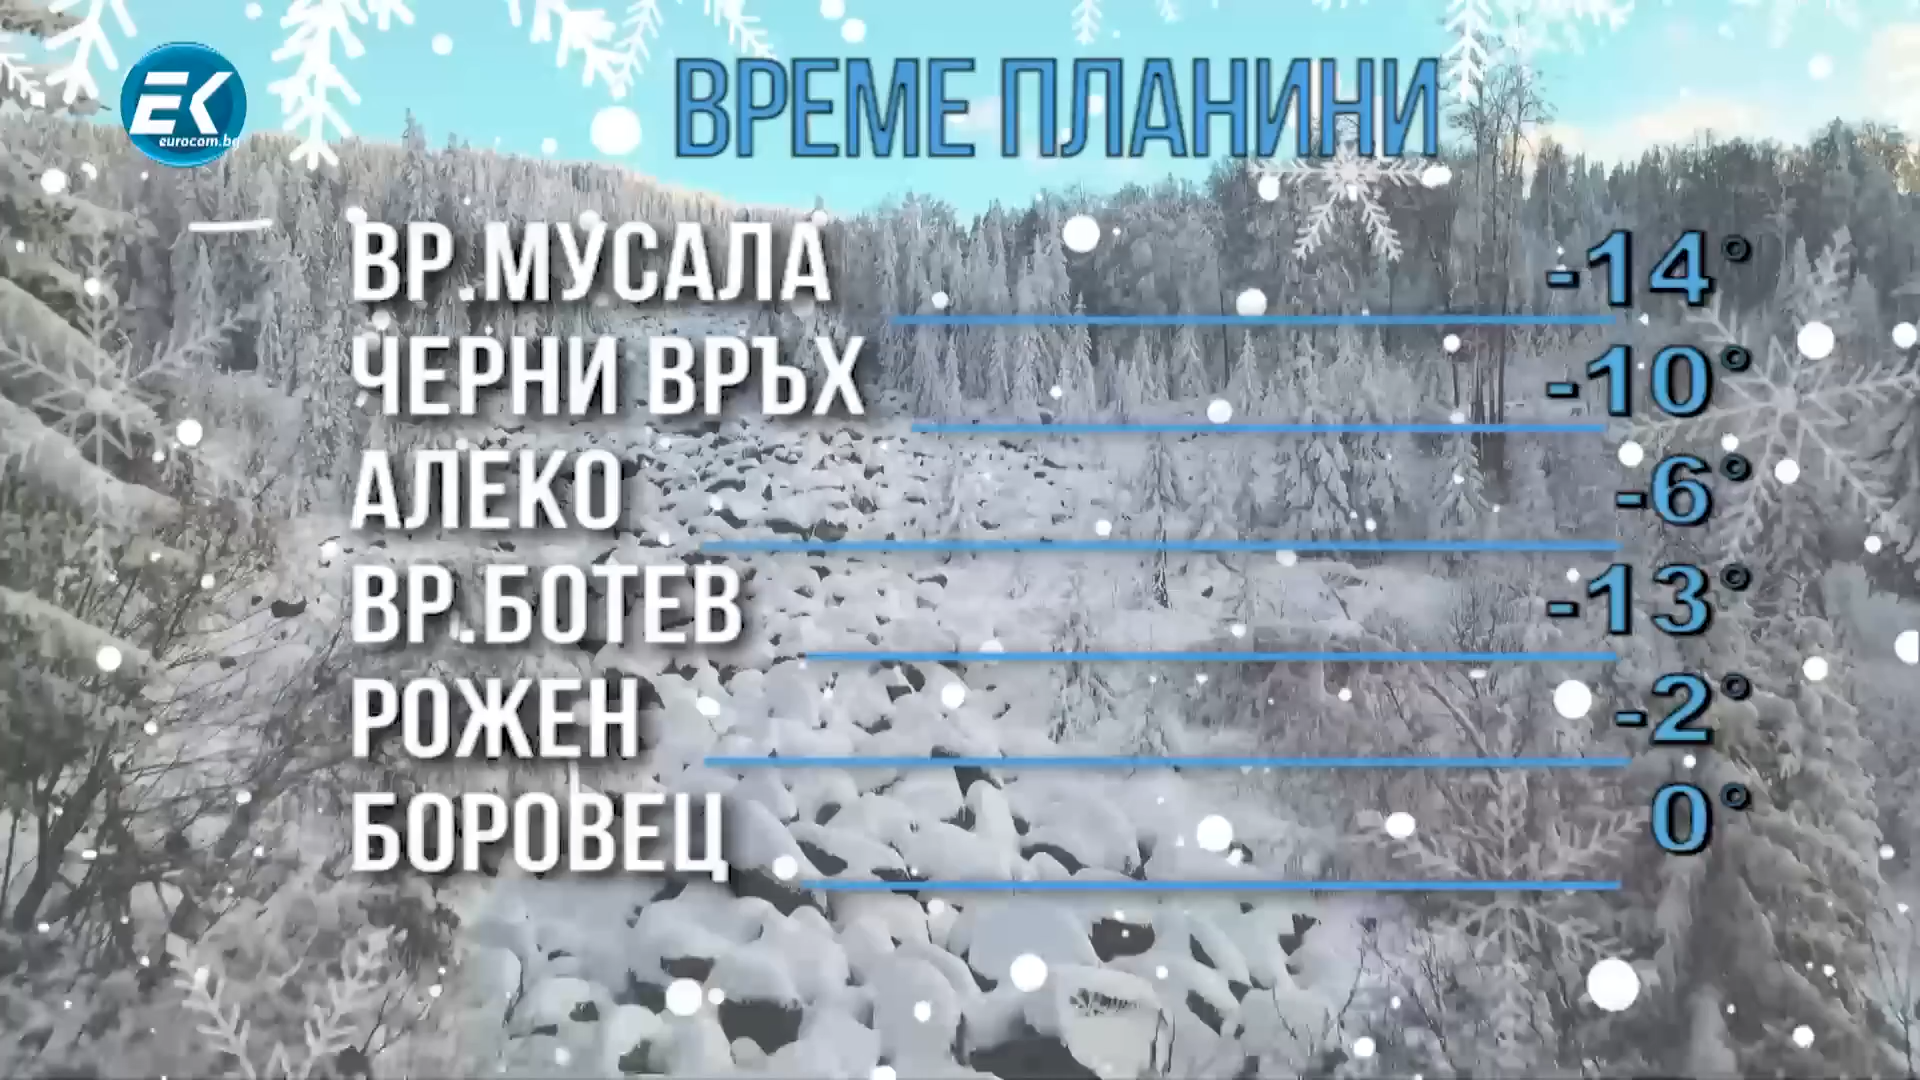 EK
eurocom.bg
ВРЕМЕ ПЛАНИНИ
ВР.МУСАЛА -14°
ЧЕРНИ ВРЪХ -10°
АЛЕКО -6°
ВР.БОТЕВ -13°
РОЖЕН -2°
БОРОВЕЦ 0°